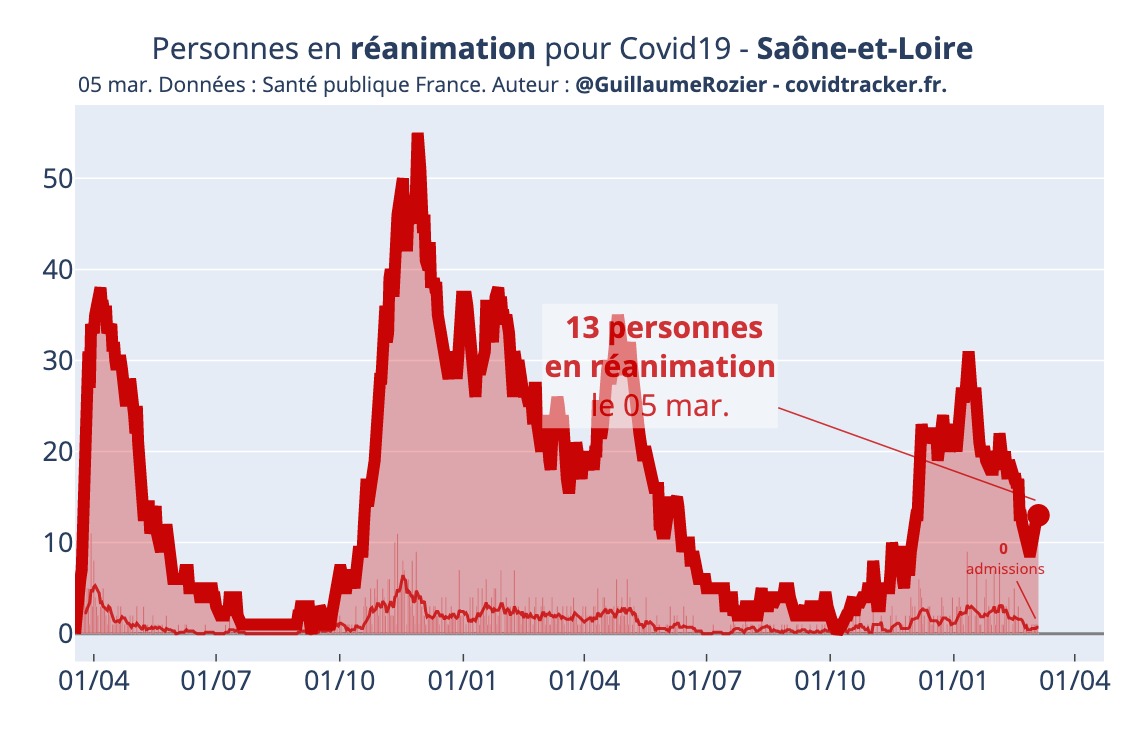 Personnes en réanimation pour Covid19 - Saône-et-Loire
05 mar. Données : Santé publique France. Auteur : @GuillaumeRozier - covidtracker.fr.
50
40
30
20
10
0
13 personnes
en réanimation
le 05 mar.
0
admissions
01/04 01/07 01/10 01/01 01/04 01/07 01/10 01/01 01/04